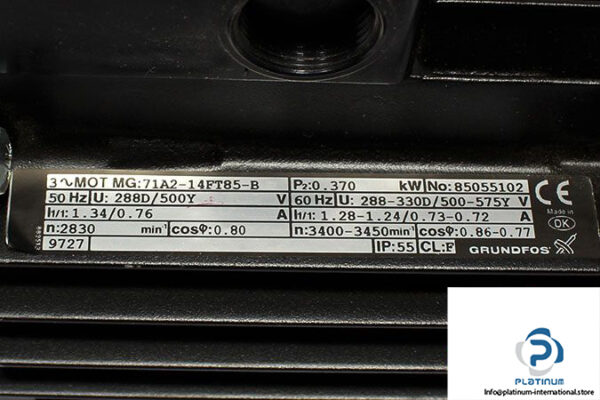 3~MOT MG:71A2-14FT85-B P2:0.370 kW No:85055102
50 Hz U: 288D/500Y V 60 Hz U: 288-330D/500-575Y V
I1/1: 1.34/0.76 A I1/1: 1.28-1.24/0.73-0.72 A
n:2830 min-1 cosφ:0.80 n:3400-3450min-1 cosφ:0.86-0.77
9727 IP:55 CL:F
CE
Made in
DK
GRUNDFOS
PLATINUM
Info@platinum-international.store